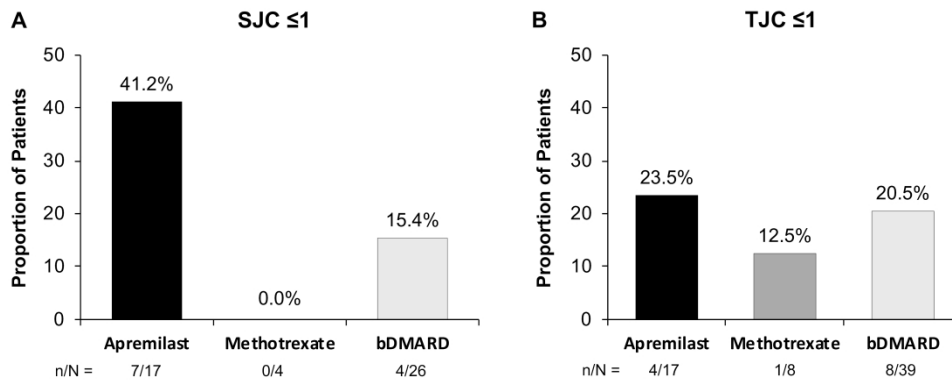 A
SJC ≤1
Proportion of Patients
50
40
30
20
10
0
41.2%
0.0%
15.4%
Apremilast Methotrexate bDMARD
n/N = 7/17 0/4 4/26
B
TJC ≤1
Proportion of Patients
50
40
30
20
10
0
23.5%
12.5%
20.5%
Apremilast Methotrexate bDMARD
4/17 1/8 8/39